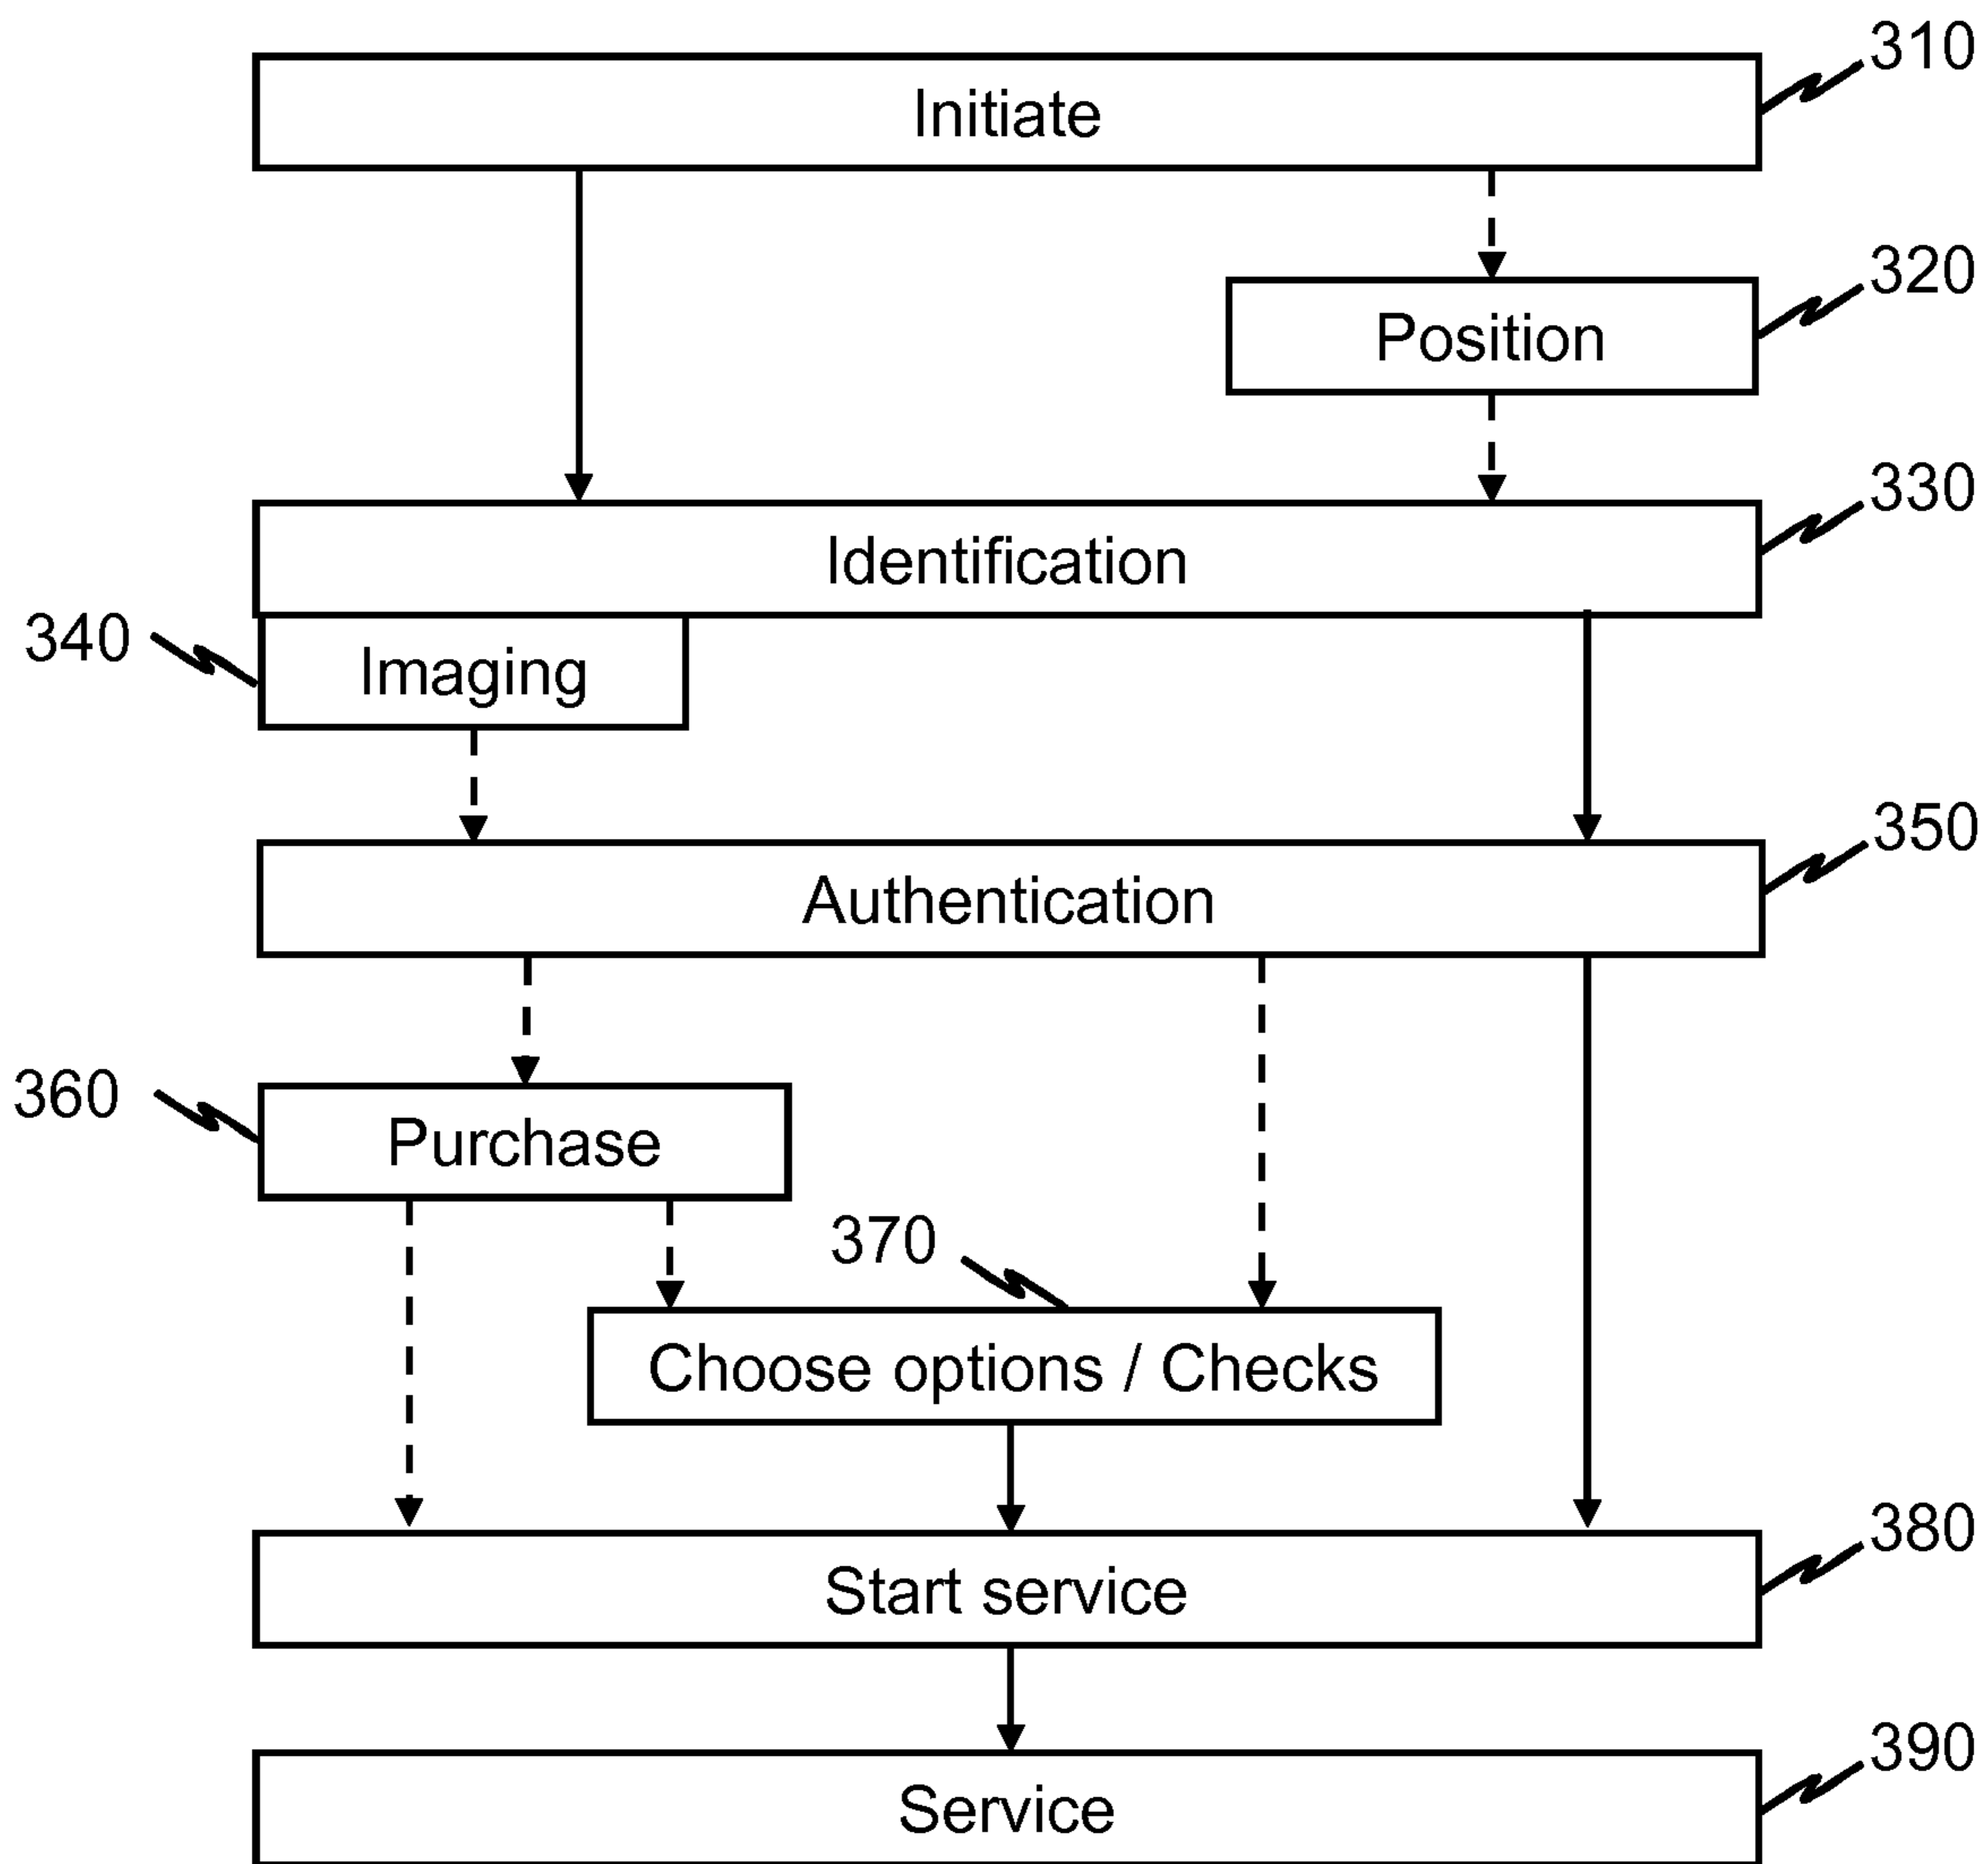 310
Initiate
320
Position
330
Identification
340
Imaging
350
Authentication
360
Purchase
370
Choose options / Checks
380
Start service
390
Service